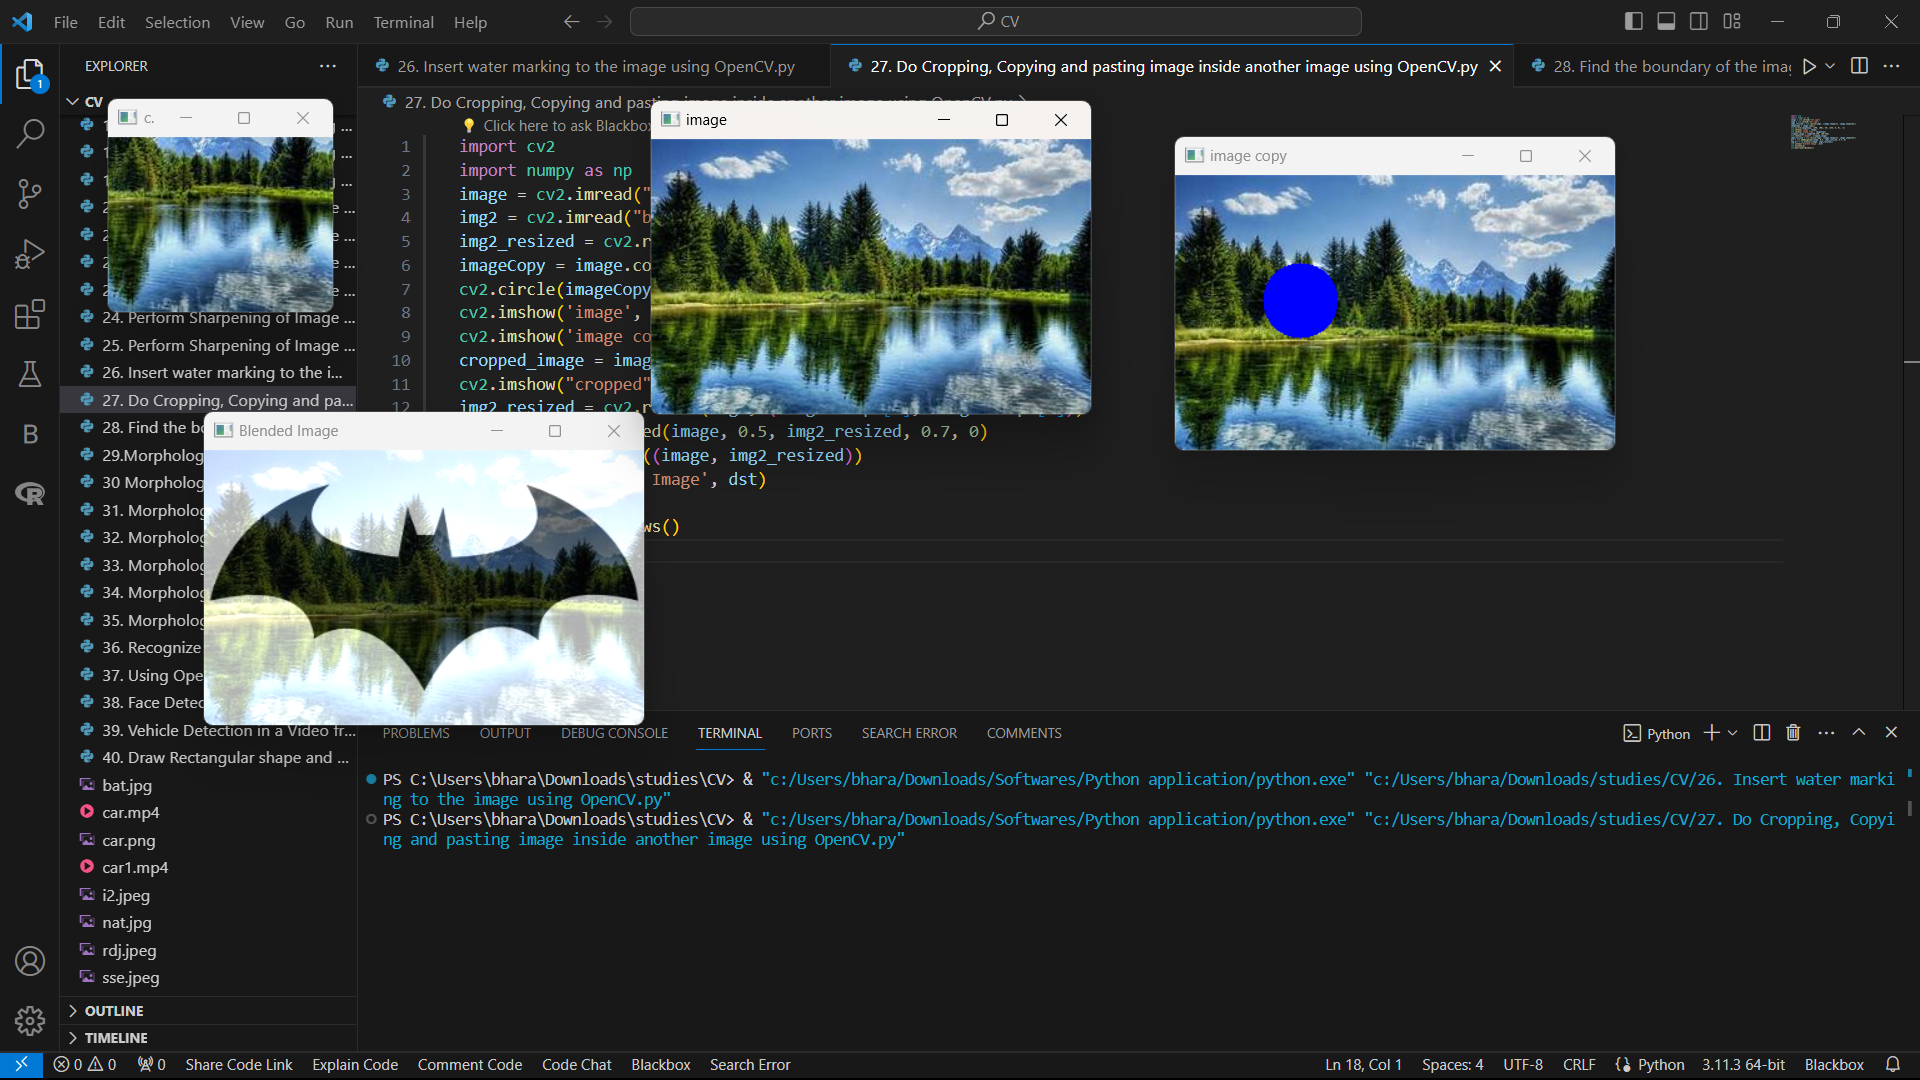 File Edit Selection View Go Run Terminal Help
CV
EXPLORER
26. Insert water marking to the image using OpenCV.py
27. Do Cropping, Copying and pasting image inside another image using OpenCV.py
28. Find the boundary of the imag
CV
c.
27. Do Cropping, Copying and
💡 Click here to ask Blackbox
image
image copy
1 import cv2
2 import numpy as np
3 image = cv2.imread("
4 img2 = cv2.imread("b
5 img2_resized = cv2.r
6 imageCopy = image.co
7 cv2.circle(imageCopy
8 cv2.imshow('image',
9 cv2.imshow('image co
10 cropped_image = imag
11 cv2.imshow("cropped"
12 img2_resized = cv2.r
ed(image, 0.5, img2_resized, 0.7, 0)
((image, img2_resized))
Image', dst)
ws()
24. Perform Sharpening of Image ...
25. Perform Sharpening of Image ...
26. Insert water marking to the i...
27. Do Cropping, Copying and pa...
28. Find the bo
Blended Image
29.Morpholog
30 Morpholog
31. Morpholog
32. Morpholog
33. Morpholog
34. Morpholog
35. Morpholog
36. Recognize
37. Using Ope
38. Face Detec
39. Vehicle Detection in a Video fr...
40. Draw Rectangular shape and ...
bat.jpg
car.mp4
car.png
car1.mp4
i2.jpeg
nat.jpg
rdj.jpeg
sse.jpeg
OUTLINE
TIMELINE
PROBLEMS OUTPUT DEBUG CONSOLE TERMINAL PORTS SEARCH ERROR COMMENTS
Python
PS C:\Users\bhara\Downloads\studies\CV> & "c:/Users/bhara/Downloads/Softwares/Python application/python.exe" "c:/Users/bhara/Downloads/studies/CV/26. Insert water marki
ng to the image using OpenCV.py"
PS C:\Users\bhara\Downloads\studies\CV> & "c:/Users/bhara/Downloads/Softwares/Python application/python.exe" "c:/Users/bhara/Downloads/studies/CV/27. Do Cropping, Copyi
ng and pasting image inside another image using OpenCV.py"
0 0 0 Share Code Link Explain Code Comment Code Code Chat Blackbox Search Error
Ln 18, Col 1 Spaces: 4 UTF-8 CRLF Python 3.11.3 64-bit Blackbox